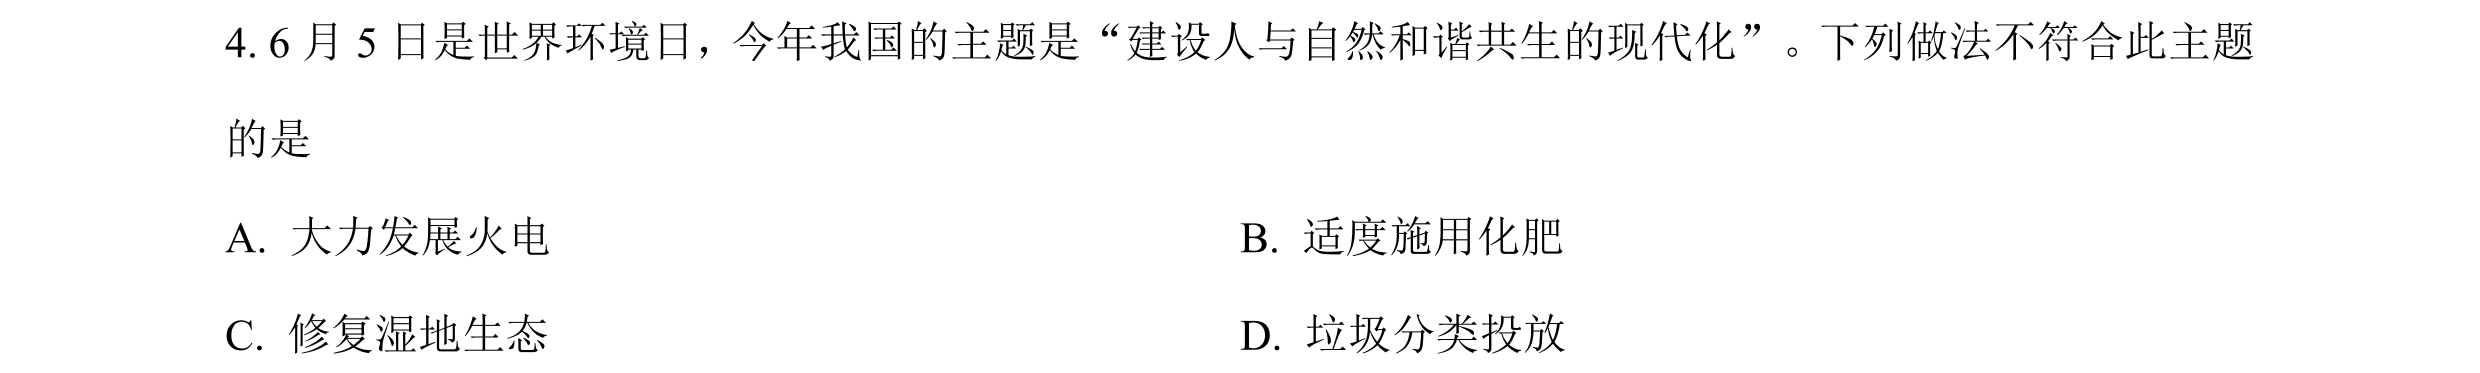 4. 6 月 5 日是世界环境日，今年我国的主题是“建设人与自然和谐共生的现代化”。下列做法不符合此主题
的是
A. 大力发展火电 B. 适度施用化肥
C. 修复湿地生态 D. 垃圾分类投放